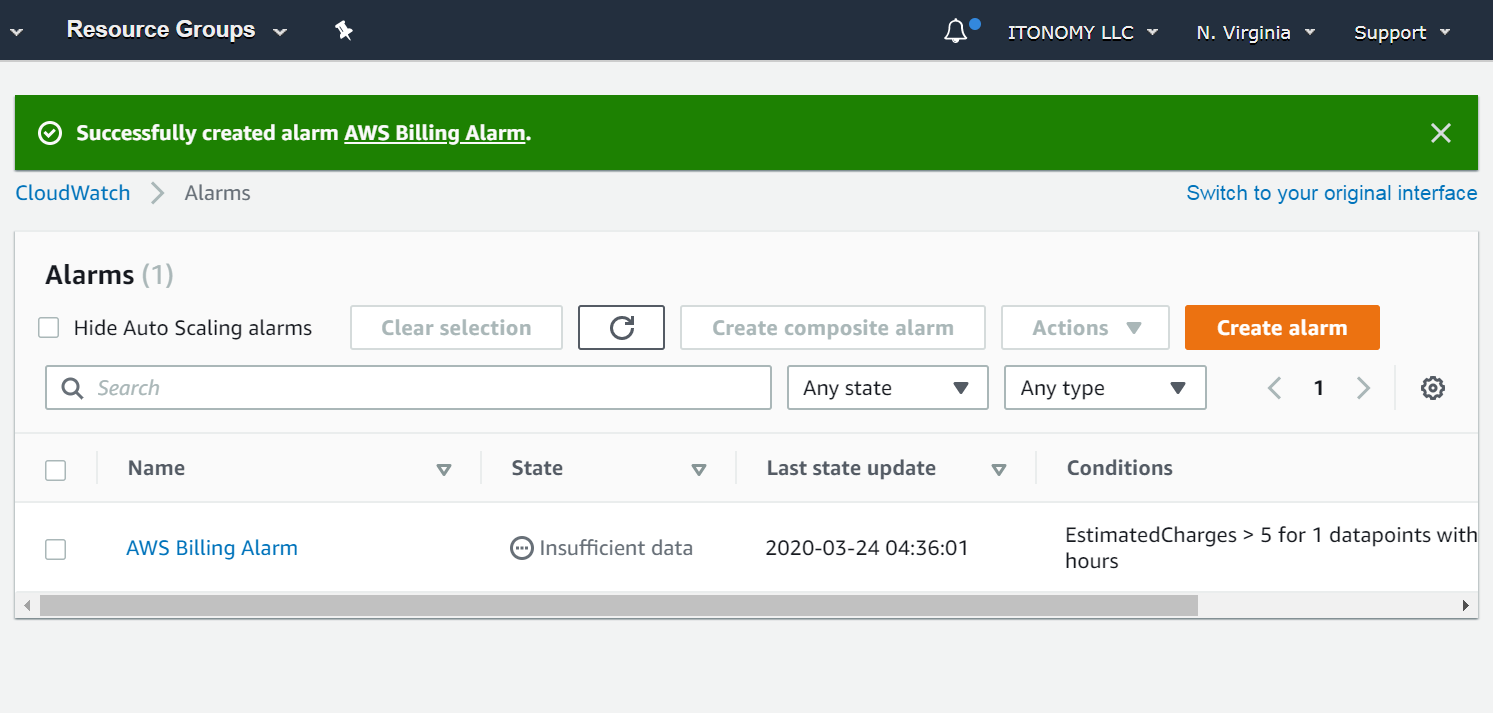 Resource Groups ITONOMY LLC N. Virginia Support
Successfully created alarm AWS Billing Alarm.
CloudWatch Alarms Switch to your original interface
Alarms (1)
Hide Auto Scaling alarms Clear selection Create composite alarm Actions Create alarm
Search Any state Any type 1
Name State Last state update Conditions
AWS Billing Alarm Insufficient data 2020-03-24 04:36:01 EstimatedCharges > 5 for 1 datapoints with
hours